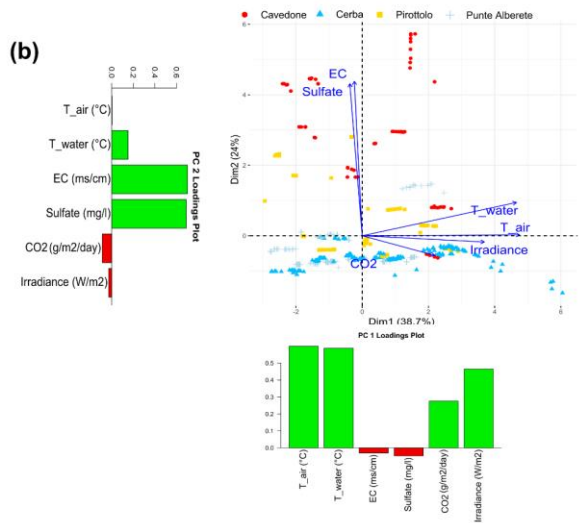 Cavedone Cerba Pirottolo Punte Alberete
(b)
0.0 0.2 0.4 0.6
T_air (°C)
T_water (°C)
EC (ms/cm)
Sulfate (mg/l)
CO2 (g/m2/day)
Irradiance (W/m2)
PC 2 Loadings Plot
Dim2 (24%)
6
4
2
0
EC
Sulfate
T_water
T_air
Irradiance
CO2
-2 0 2 4 6
Dim1 (38.7%)
PC 1 Loadings Plot
0.5
0.4
0.3
0.2
0.1
0.0
T_air (°C)
T_water (°C)
EC (ms/cm)
Sulfate (mg/l)
CO2 (g/m2/day)
Irradiance (W/m2)